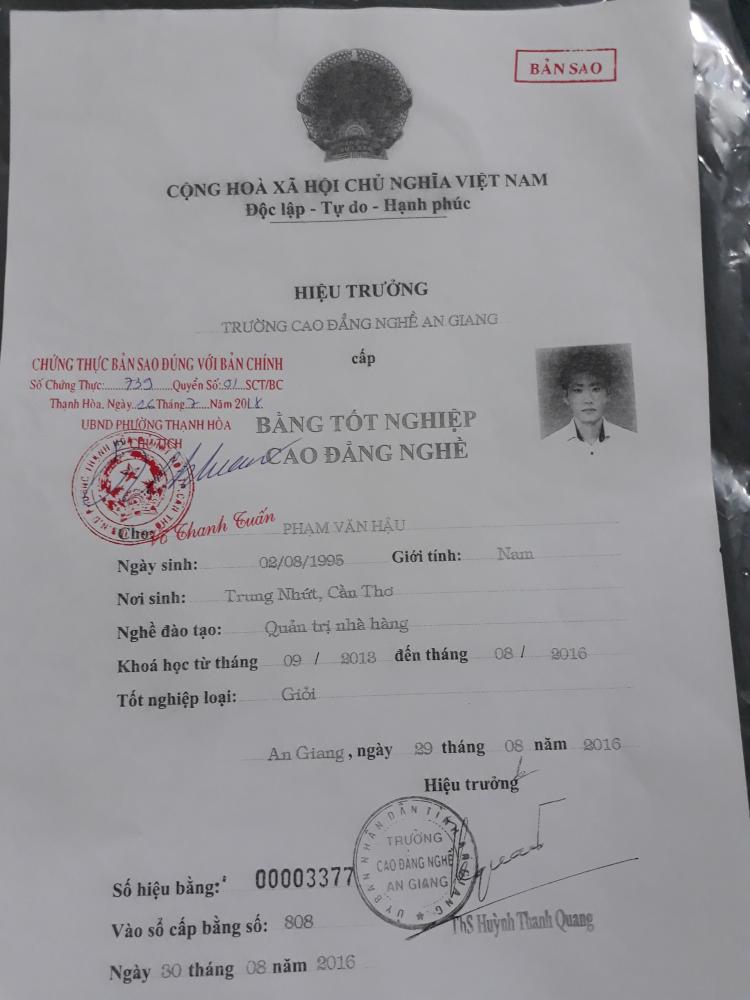 BẢN SAO
CỘNG HOÀ XÃ HỘI CHỦ NGHĨA VIỆT NAM
Độc lập - Tự do - Hạnh phúc
HIỆU TRƯỞNG
TRƯỜNG CAO ĐẲNG NGHỀ AN GIANG
cấp
CHỨNG THỰC BẢN SAO ĐÚNG VỚI BẢN CHÍNH
Số Chứng Thực:.......739.......Quyển Số:.01..SCT/BC
Thạnh Hòa, Ngày..26.Tháng.7....Năm 2018
UBND PHƯỜNG THẠNH HÒA
CHỦ TỊCH
BẰNG TỐT NGHIỆP
CAO ĐẲNG NGHỀ
Võ Thanh Tuấn
Cho: PHẠM VĂN HẬU
Ngày sinh: 02/08/1995 Giới tính: Nam
Nơi sinh: Trung Nhứt, Cần Thơ
Nghề đào tạo: Quản trị nhà hàng
Khoá học từ tháng 09 / 2013 đến tháng 08 / 2016
Tốt nghiệp loại: Giỏi
An Giang, ngày 29 tháng 08 năm 2016
Hiệu trưởng
ỦY BAN NHÂN DÂN TỈNH AN GIANG
TRƯỜNG
CAO ĐẲNG NGHỀ
AN GIANG
ThS Huỳnh Thanh Quang
Số hiệu bằng: 00003377
Vào sổ cấp bằng số: 808
Ngày 30 tháng 08 năm 2016